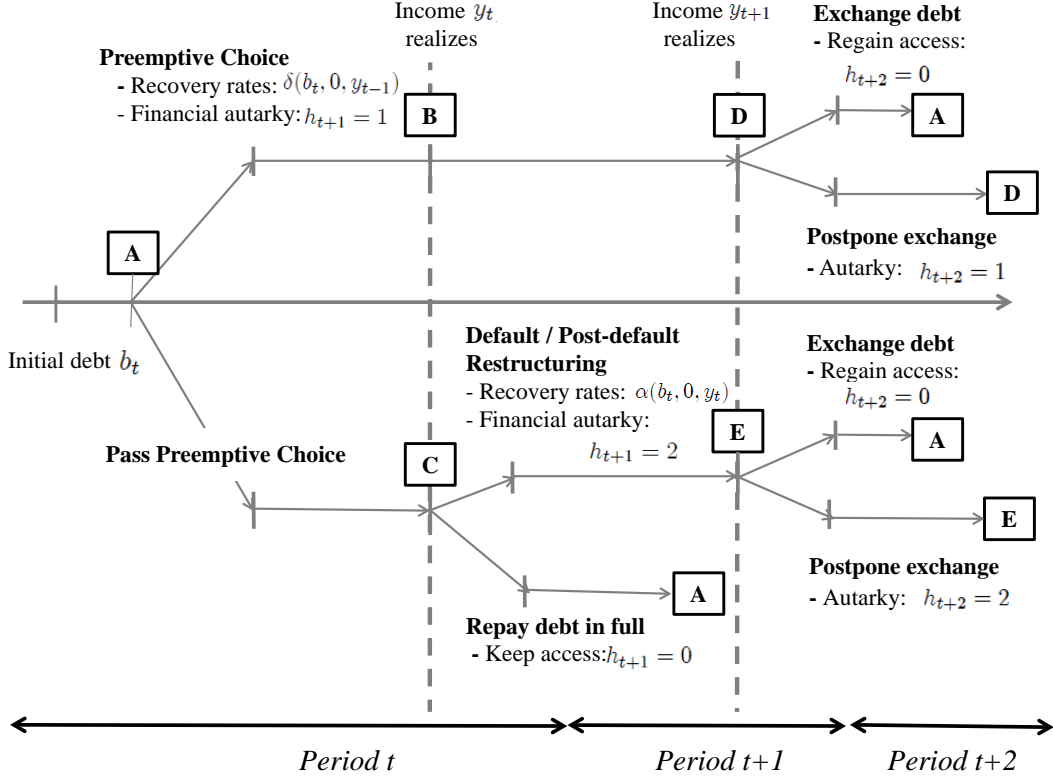 Income y_t
realizes
Income y_{t+1}
realizes
Exchange debt
- Regain access:
h_{t+2} = 0
Preemptive Choice
- Recovery rates: δ(b_t, 0, y_{t−1})
- Financial autarky: h_{t+1} = 1
B
D
A
D
A
Postpone exchange
- Autarky: h_{t+2} = 1
Initial debt b_t
Default / Post-default
Restructuring
- Recovery rates: α(b_t, 0, y_t)
- Financial autarky:
h_{t+1} = 2
Exchange debt
- Regain access:
h_{t+2} = 0
Pass Preemptive Choice
C
E
A
E
A
Postpone exchange
- Autarky: h_{t+2} = 2
Repay debt in full
- Keep access: h_{t+1} = 0
Period t
Period t+1
Period t+2